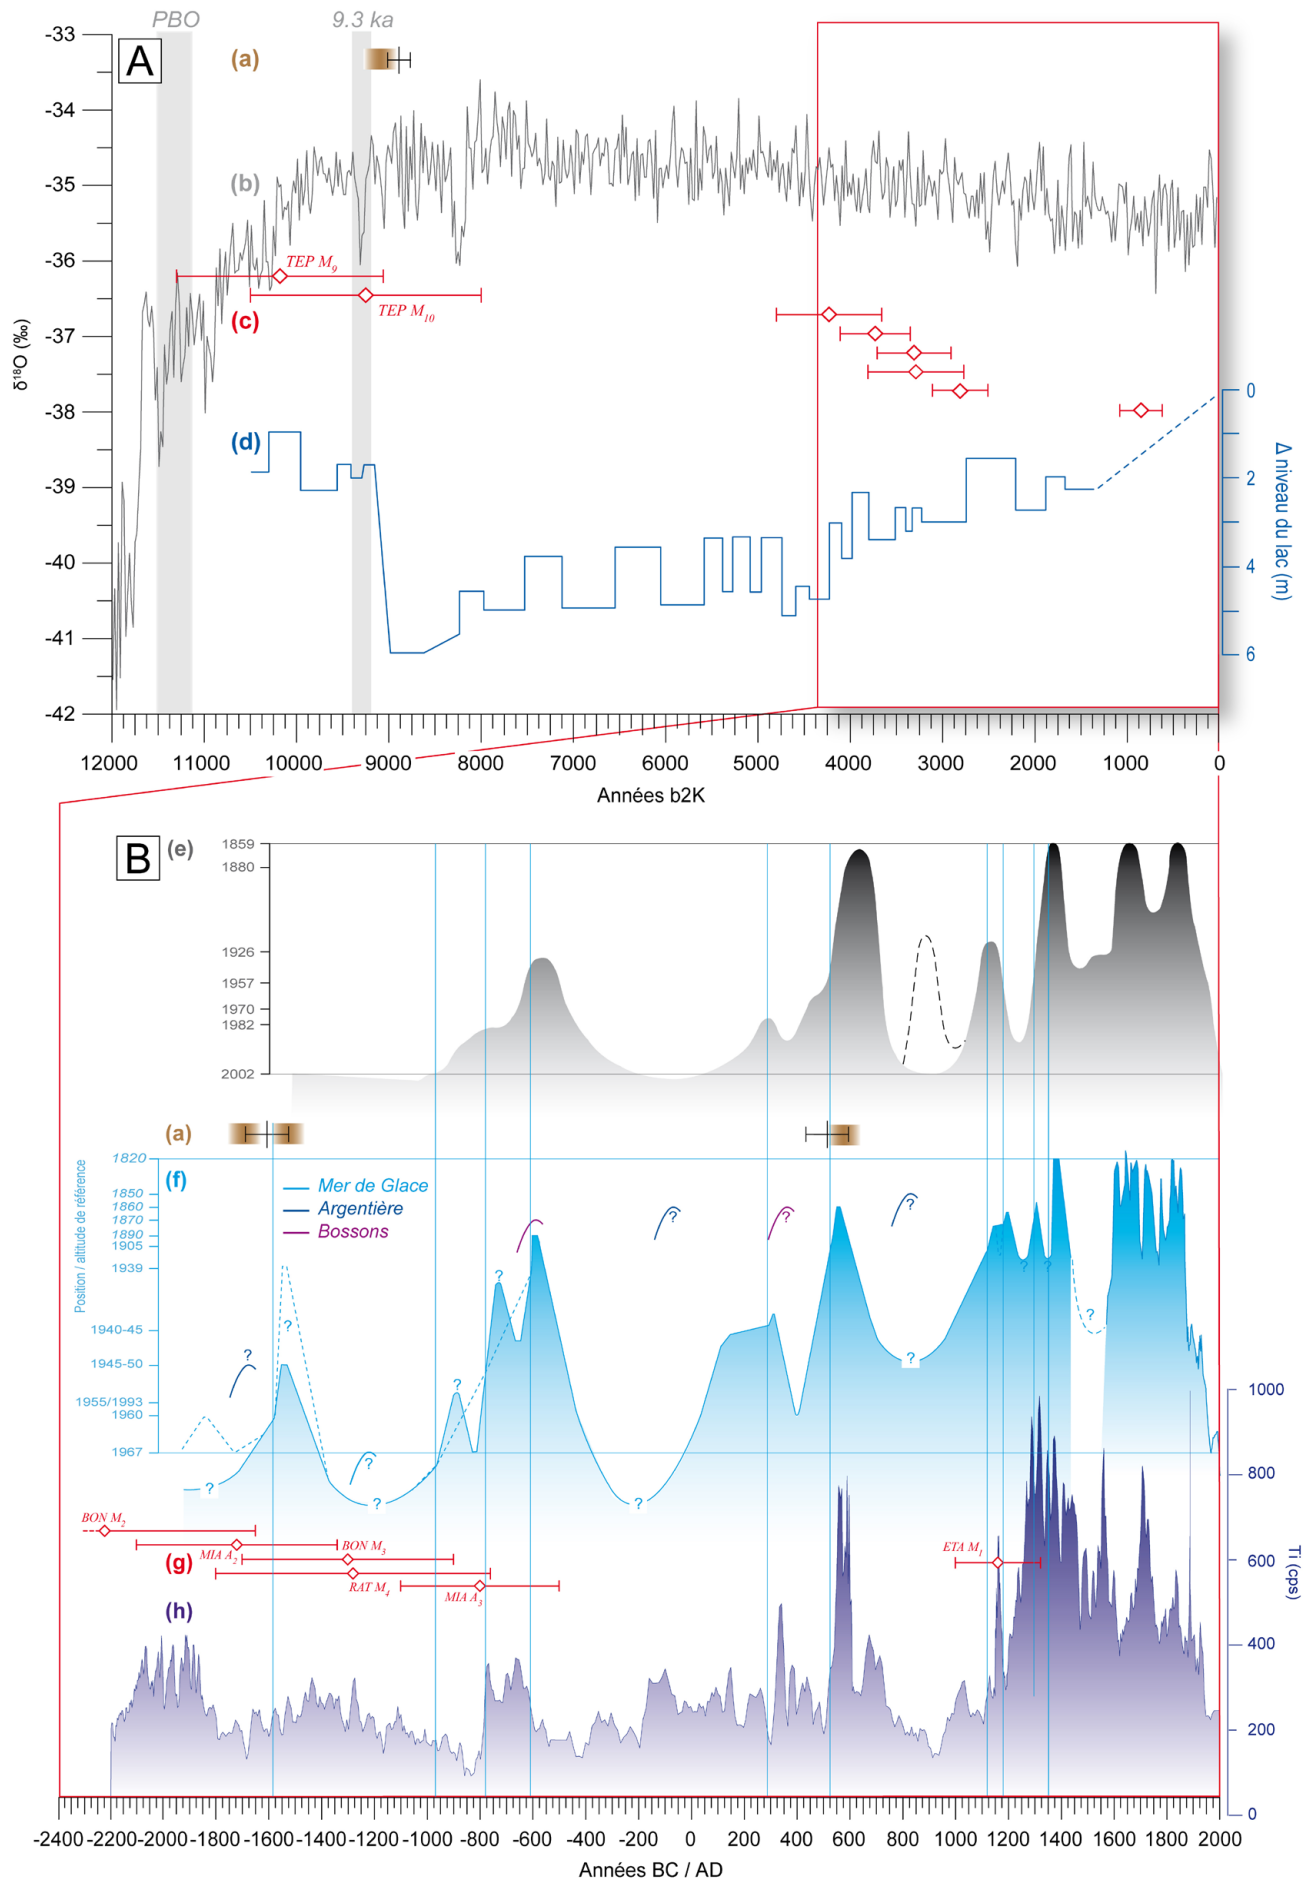 PBO
9.3 ka
A
(a)
-33
-34
-35
-36
-37
-38
-39
-40
-41
-42
δ¹⁸O (‰)
(b)
TEP M₉
TEP M₁₀
(c)
(d)
0
2
4
6
Δ niveau du lac (m)
12000 11000 10000 9000 8000 7000 6000 5000 4000 3000 2000 1000 0
Années b2K
B
(e)
1859
1880
1926
1957
1970
1982
2002
(a)
(f)
Mer de Glace
Argentière
Bossons
Position / altitude de référence
1820
1850
1860
1870
1890
1905
1939
1940-45
1945-50
1955/1993
1960
1967
? ? ? ?
? ? ?
? ? ?
? ? ? ?
? ? ?
BON M₂
MIA A₂
BON M₃
(g)
RAT M₄
MIA A₃
ETA M₁
(h)
1000
800
600
400
200
0
Ti (cps)
-2400 -2200 -2000 -1800 -1600 -1400 -1200 -1000 -800 -600 -400 -200 0 200 400 600 800 1000 1200 1400 1600 1800 2000
Années BC / AD